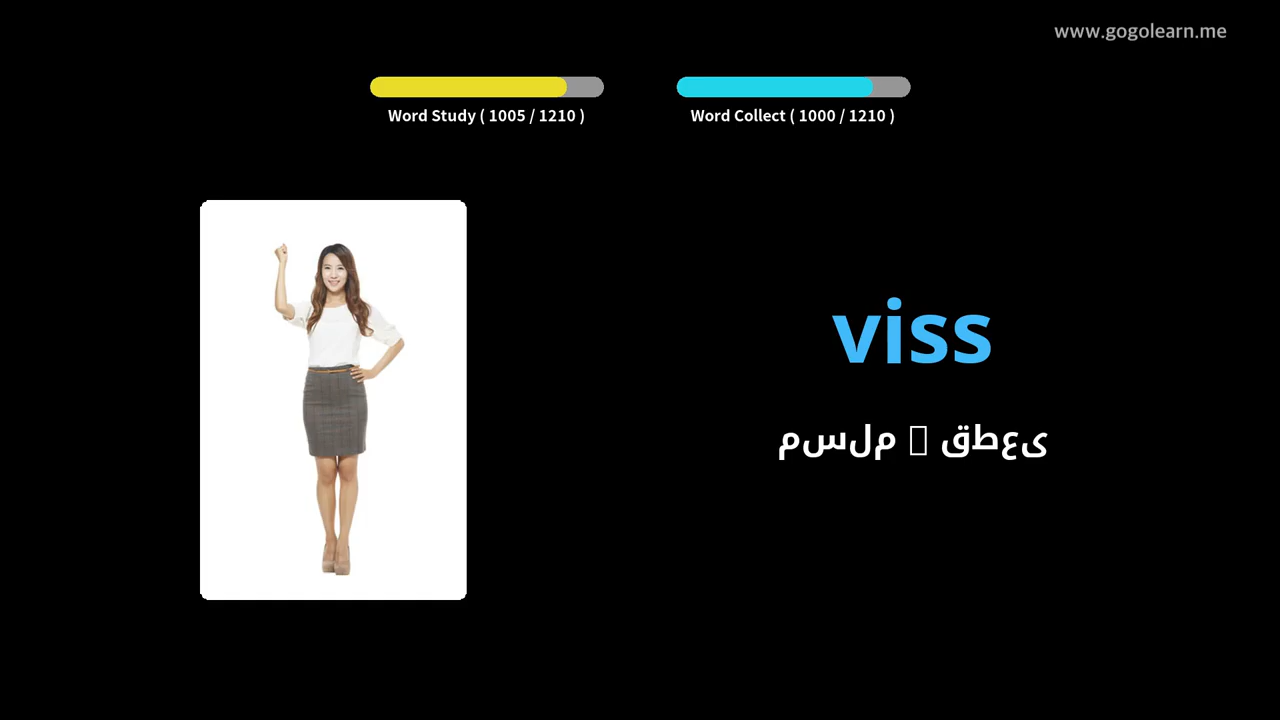 www.gogolearn.me
Word Study ( 1005 / 1210 )
Word Collect ( 1000 / 1210 )
viss
مسلم ▯ قطعی